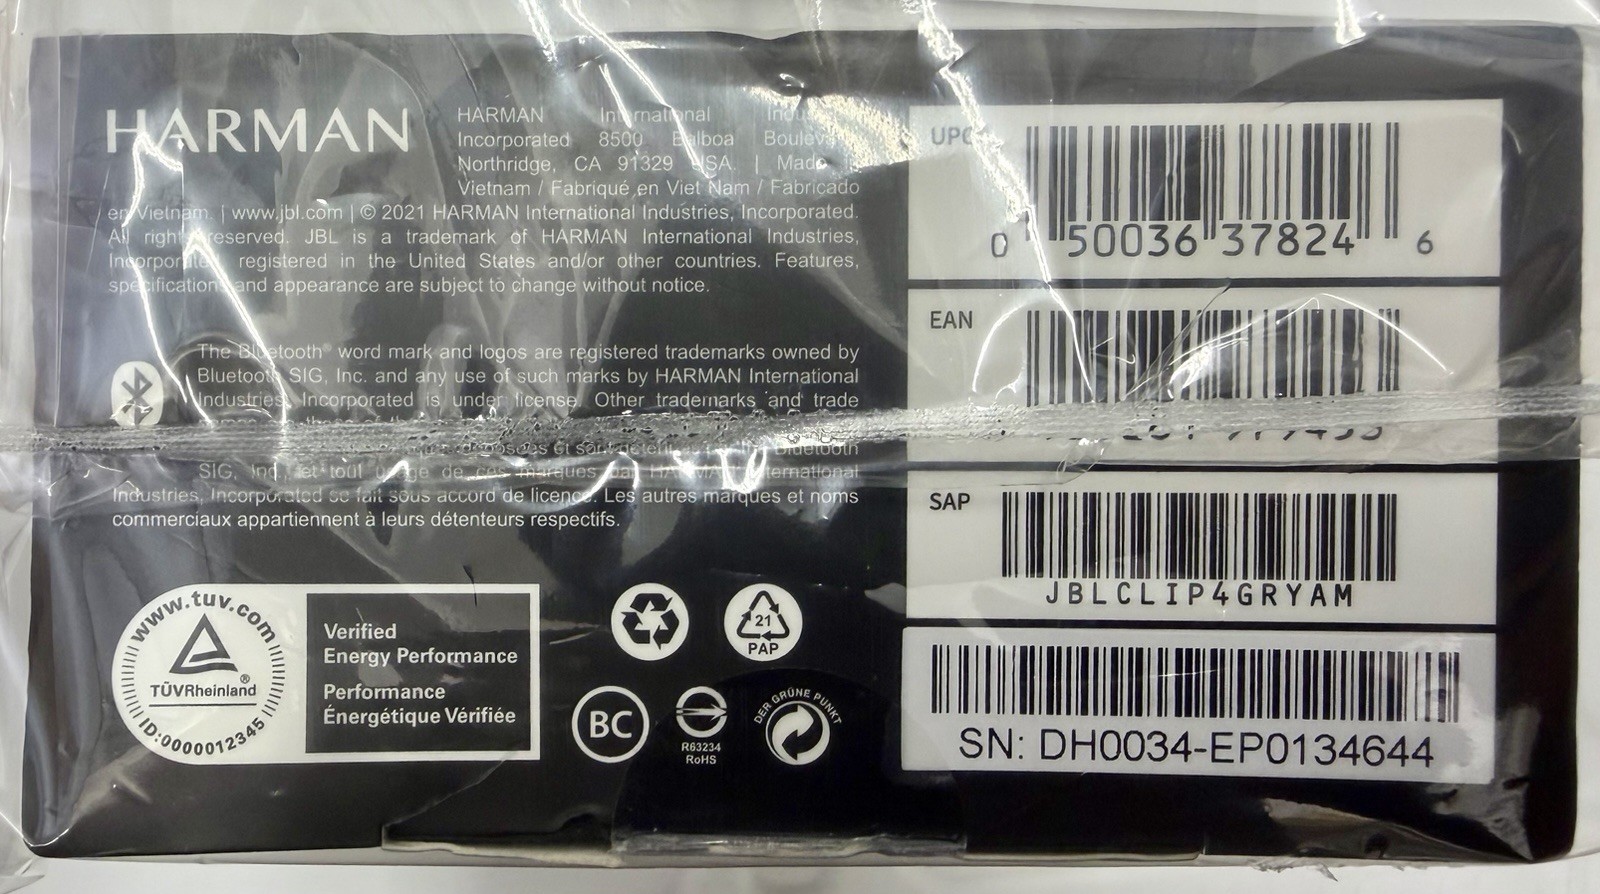 HARMAN
HARMAN International
Incorporated 8500 Balboa
Northridge, CA 91329 USA. | Made
Vietnam / Fabriqué en Viet Nam / Fabricado
en Vietnam. | www.jbl.com | © 2021 HARMAN International Industries, Incorporated.
All rights reserved. JBL is a trademark of HARMAN International Industries,
Incorporated, registered in the United States and/or other countries. Features,
specifications and appearance are subject to change without notice.
The Bluetooth® word mark and logos are registered trademarks owned by
Bluetooth SIG, Inc. and any use of such marks by HARMAN International
Industries, Incorporated is under license. Other trademarks and trade
Bluetooth
SIG, Inc. et tout usage de ces marques par HARMAN International
Industries, Incorporated se fait sous accord de licence. Les autres marques et noms
commerciaux appartiennent à leurs détenteurs respectifs.
www.tuv.com
TÜVRheinland®
ID:0000012345
Verified
Energy Performance
Performance
Énergétique Vérifiée
21
PAP
BC
R63234
RoHS
DER GRÜNE PUNKT
UPC
0 50036 37824 6
EAN
SAP
JBLCLIP4GRYAM
SN: DH0034-EP0134644